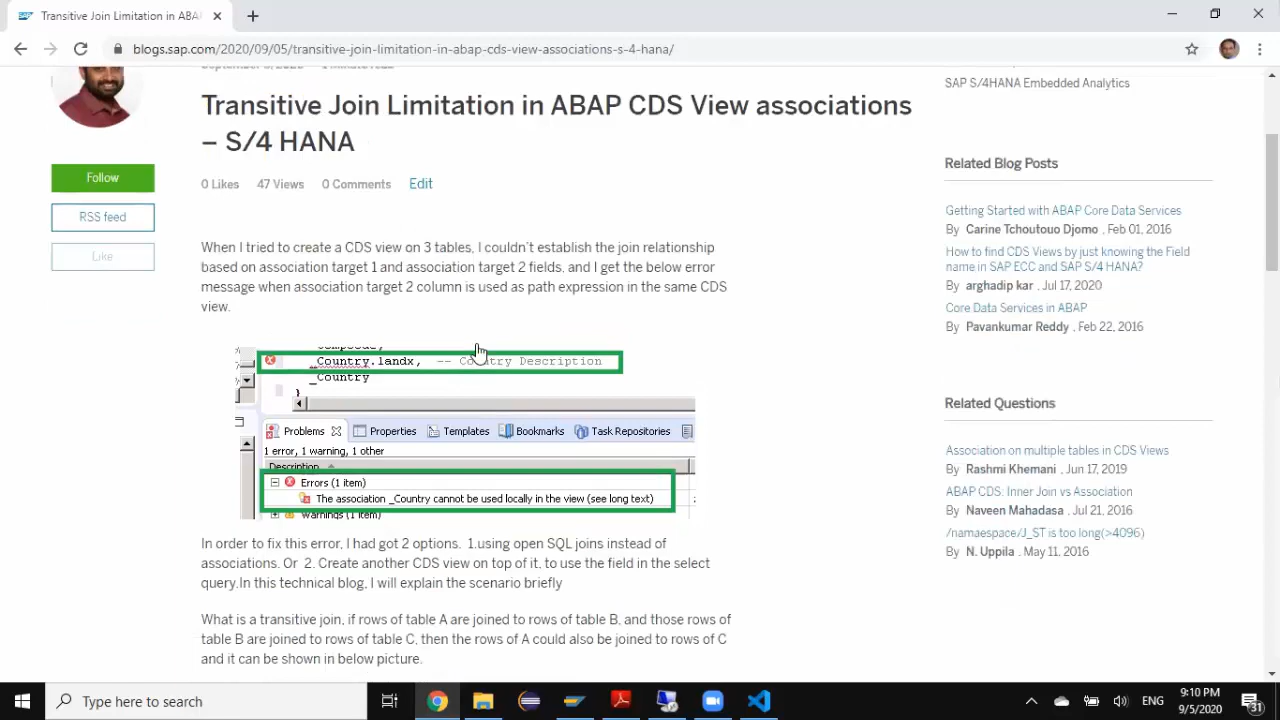 Transitive Join Limitation in ABA
blogs.sap.com/2020/09/05/transitive-join-limitation-in-abap-cds-view-associations-s-4-hana/
Transitive Join Limitation in ABAP CDS View associations
– S/4 HANA
Follow
RSS feed
Like
0 Likes 47 Views 0 Comments Edit
When I tried to create a CDS view on 3 tables, I couldn't establish the join relationship
based on association target 1 and association target 2 fields, and I get the below error
message when association target 2 column is used as path expression in the same CDS
view.
_Country.landx, -- Country Description
_Country
}
Problems Properties Templates Bookmarks Task Repositories
1 error, 1 warning, 1 other
Description
Errors (1 item)
The association _Country cannot be used locally in the view (see long text)
Warnings (1 item)
In order to fix this error, I had got 2 options. 1.using open SQL joins instead of
associations. Or 2. Create another CDS view on top of it, to use the field in the select
query.In this technical blog, I will explain the scenario briefly
What is a transitive join, if rows of table A are joined to rows of table B, and those rows of
table B are joined to rows of table C, then the rows of A could also be joined to rows of C
and it can be shown in below picture.
SAP S/4HANA Embedded Analytics
Related Blog Posts
Getting Started with ABAP Core Data Services
By Carine Tchoutouo Djomo , Feb 01, 2016
How to find CDS Views by just knowing the Field
name in SAP ECC and SAP S/4 HANA?
By arghadip kar , Jul 17, 2020
Core Data Services in ABAP
By Pavankumar Reddy , Feb 22, 2016
Related Questions
Association on multiple tables in CDS Views
By Rashmi Khemani , Jun 17, 2019
ABAP CDS: Inner Join vs Association
By Naveen Mahadasa , Jul 21, 2016
/namaespace/J_ST is too long(>4096)
By N. Uppila , May 11, 2016
Type here to search
ENG
9:10 PM
9/5/2020
31